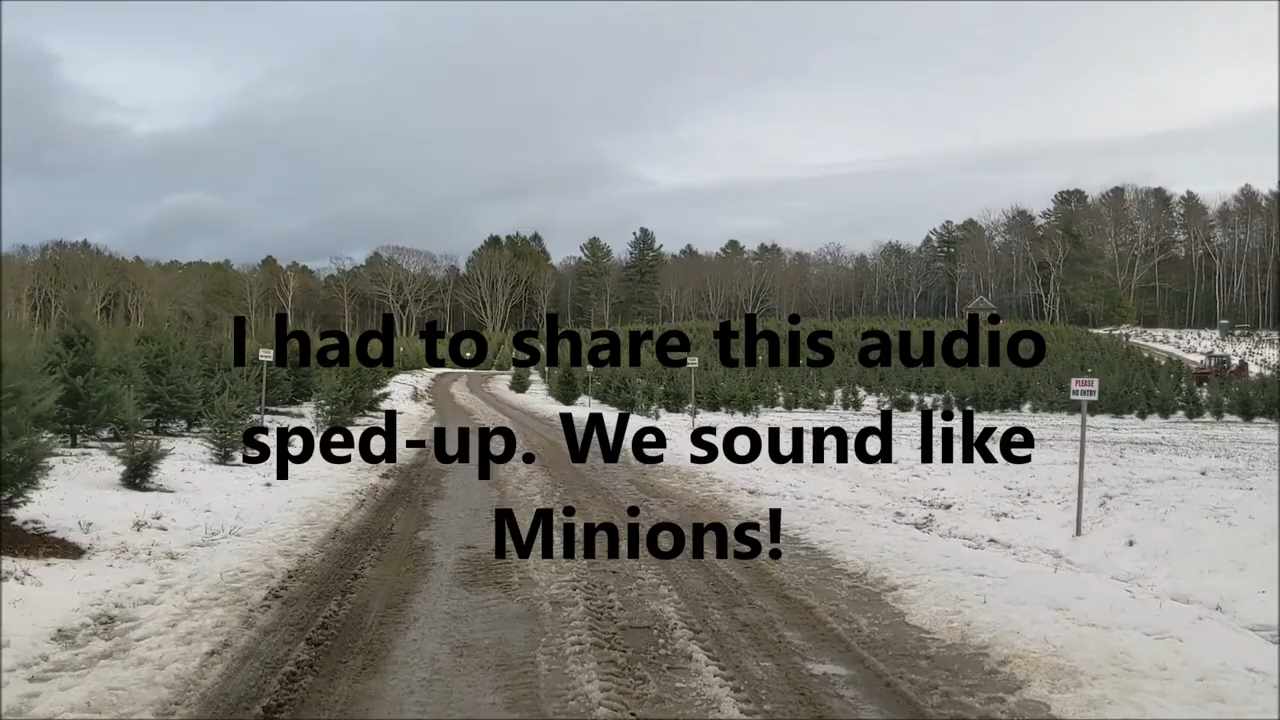 I had to share this audio
sped-up. We sound like
Minions!
PLEASE
NO ENTRY